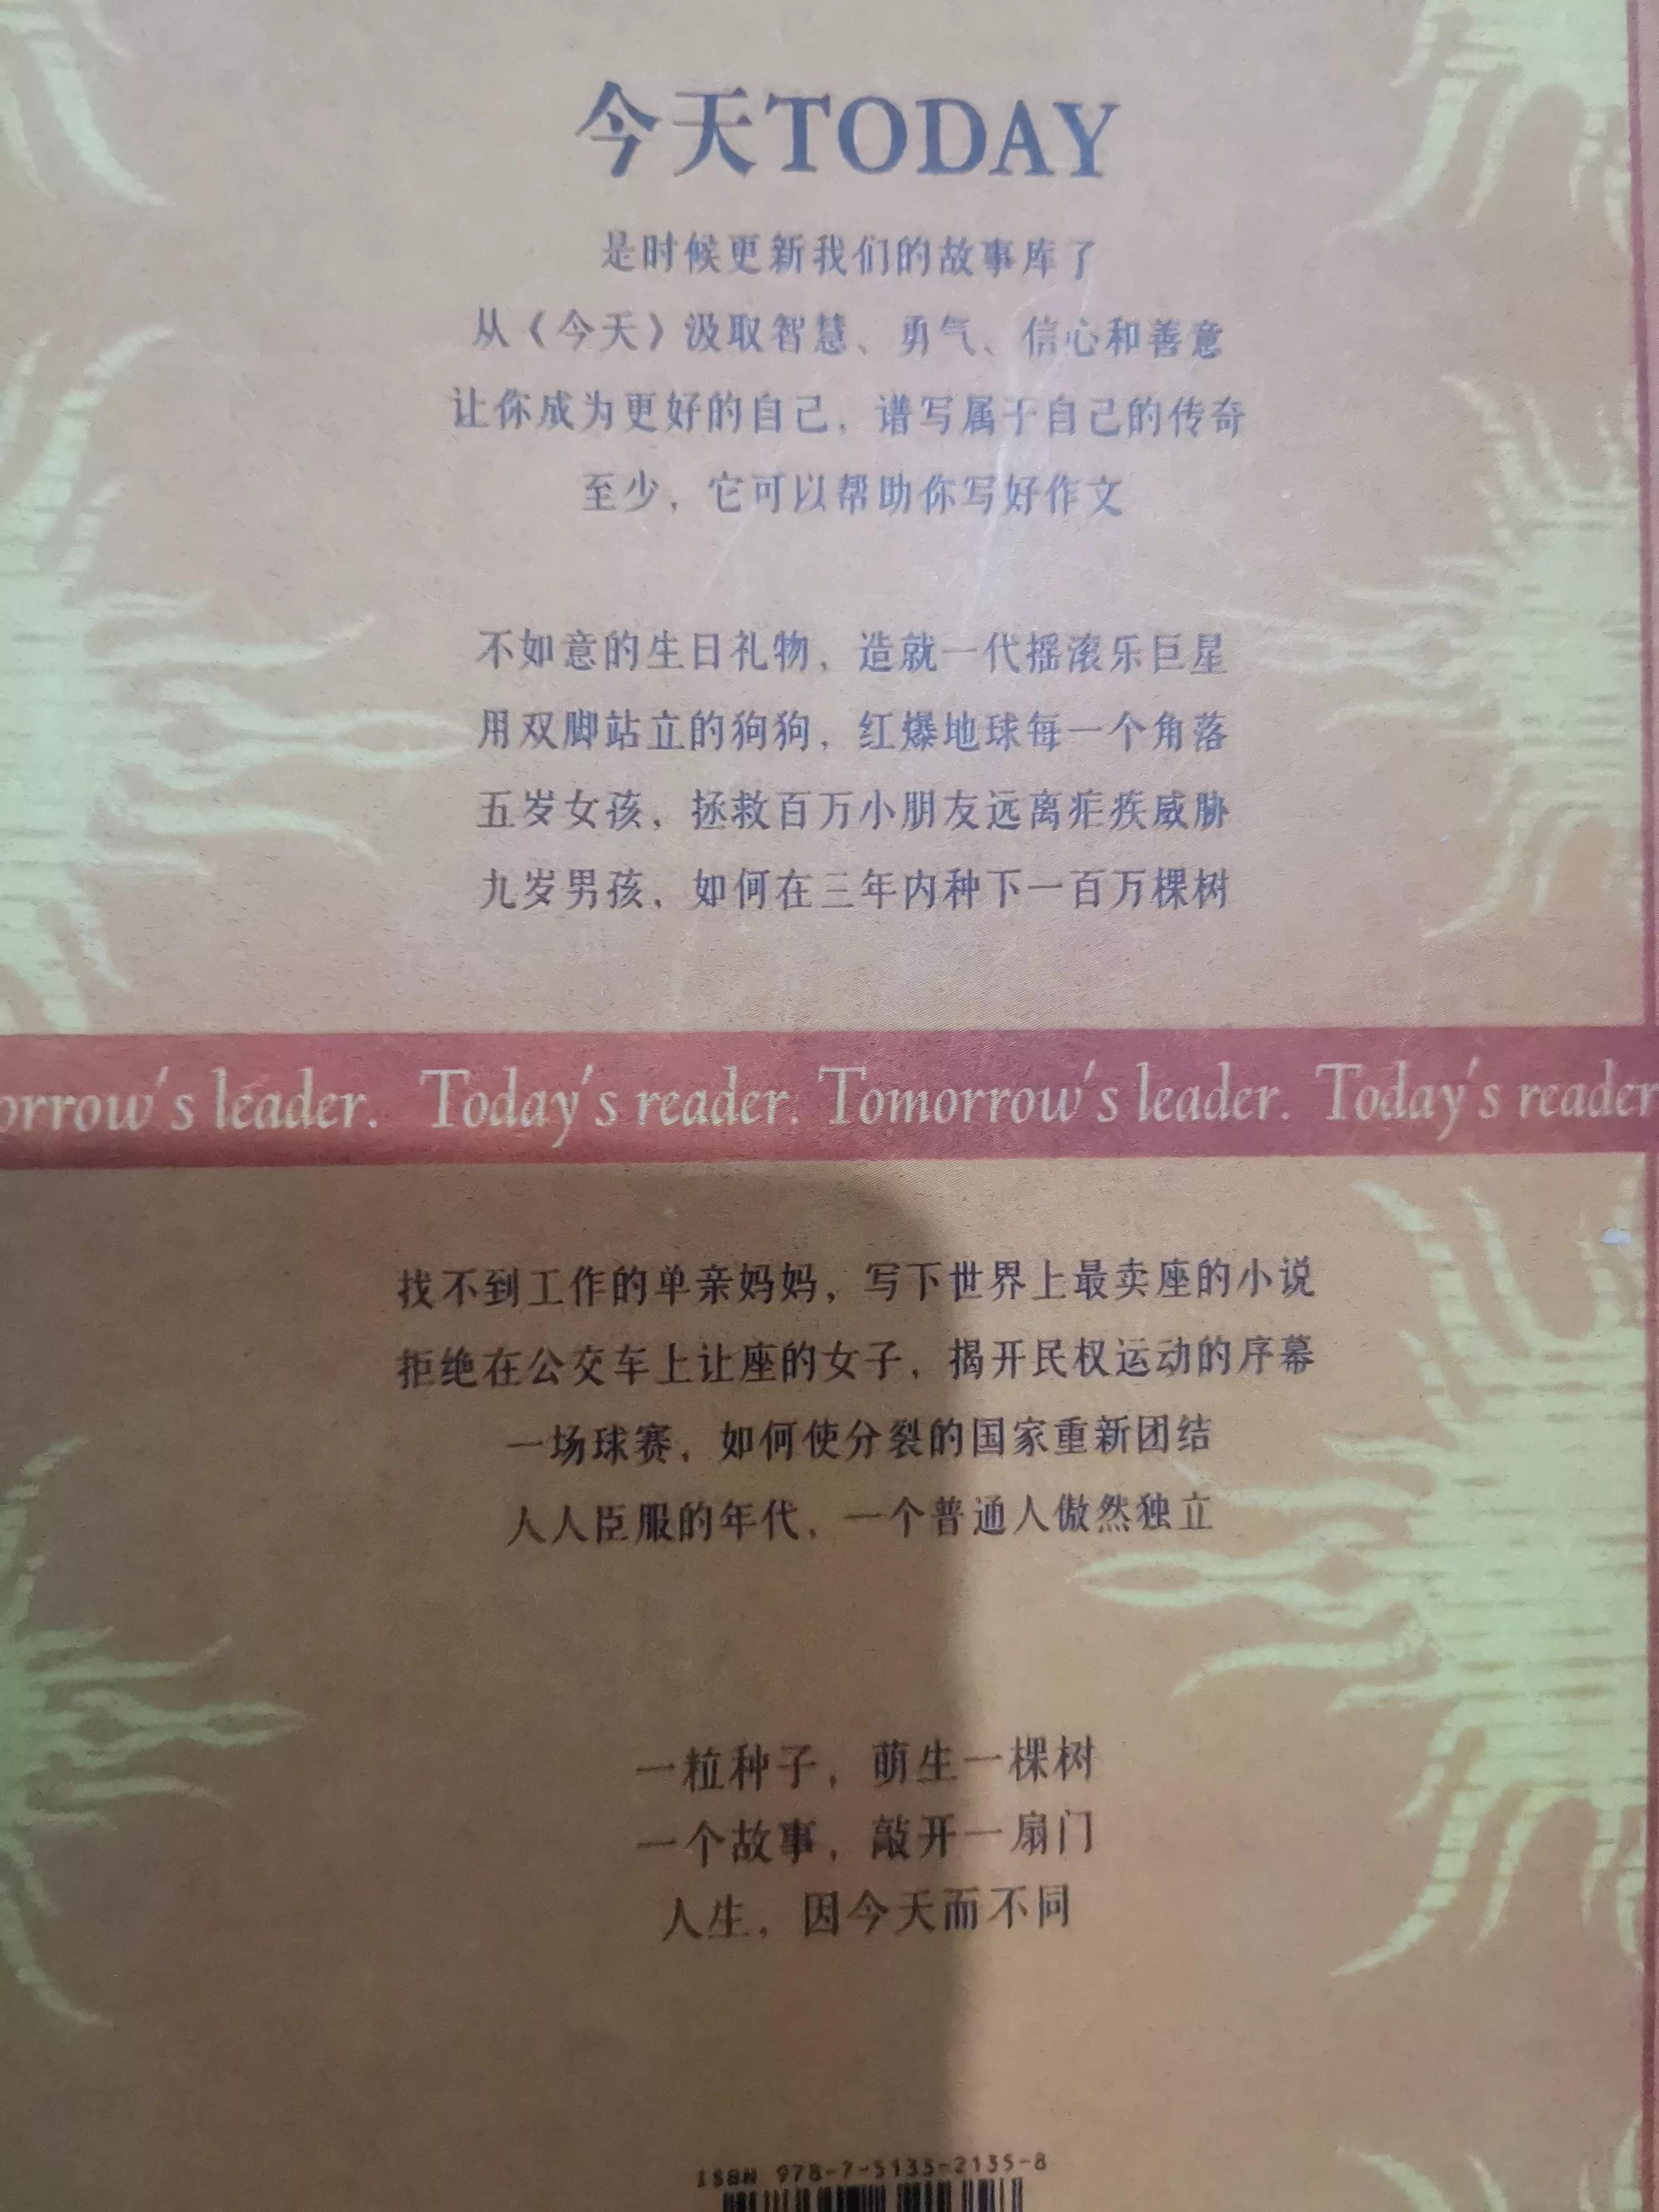 今天TODAY
是时候更新我们的故事库了
从《今天》汲取智慧、勇气、信心和善意
让你成为更好的自己，谱写属于自己的传奇
至少，它可以帮助你写好作文
不如意的生日礼物，造就一代摇滚乐巨星
用双脚站立的狗狗，红爆地球每一个角落
五岁女孩，拯救百万小朋友远离疟疾威胁
九岁男孩，如何在三年内种下一百万棵树
orrow's leader. Today's reader. Tomorrow's leader. Today's reader
找不到工作的单亲妈妈，写下世界上最卖座的小说
拒绝在公交车上让座的女子，揭开民权运动的序幕
一场球赛，如何使分裂的国家重新团结
人人臣服的年代，一个普通人傲然独立
一粒种子，萌生一棵树
一个故事，敲开一扇门
人生，因今天而不同
ISBN 978-7-5135-2135-8